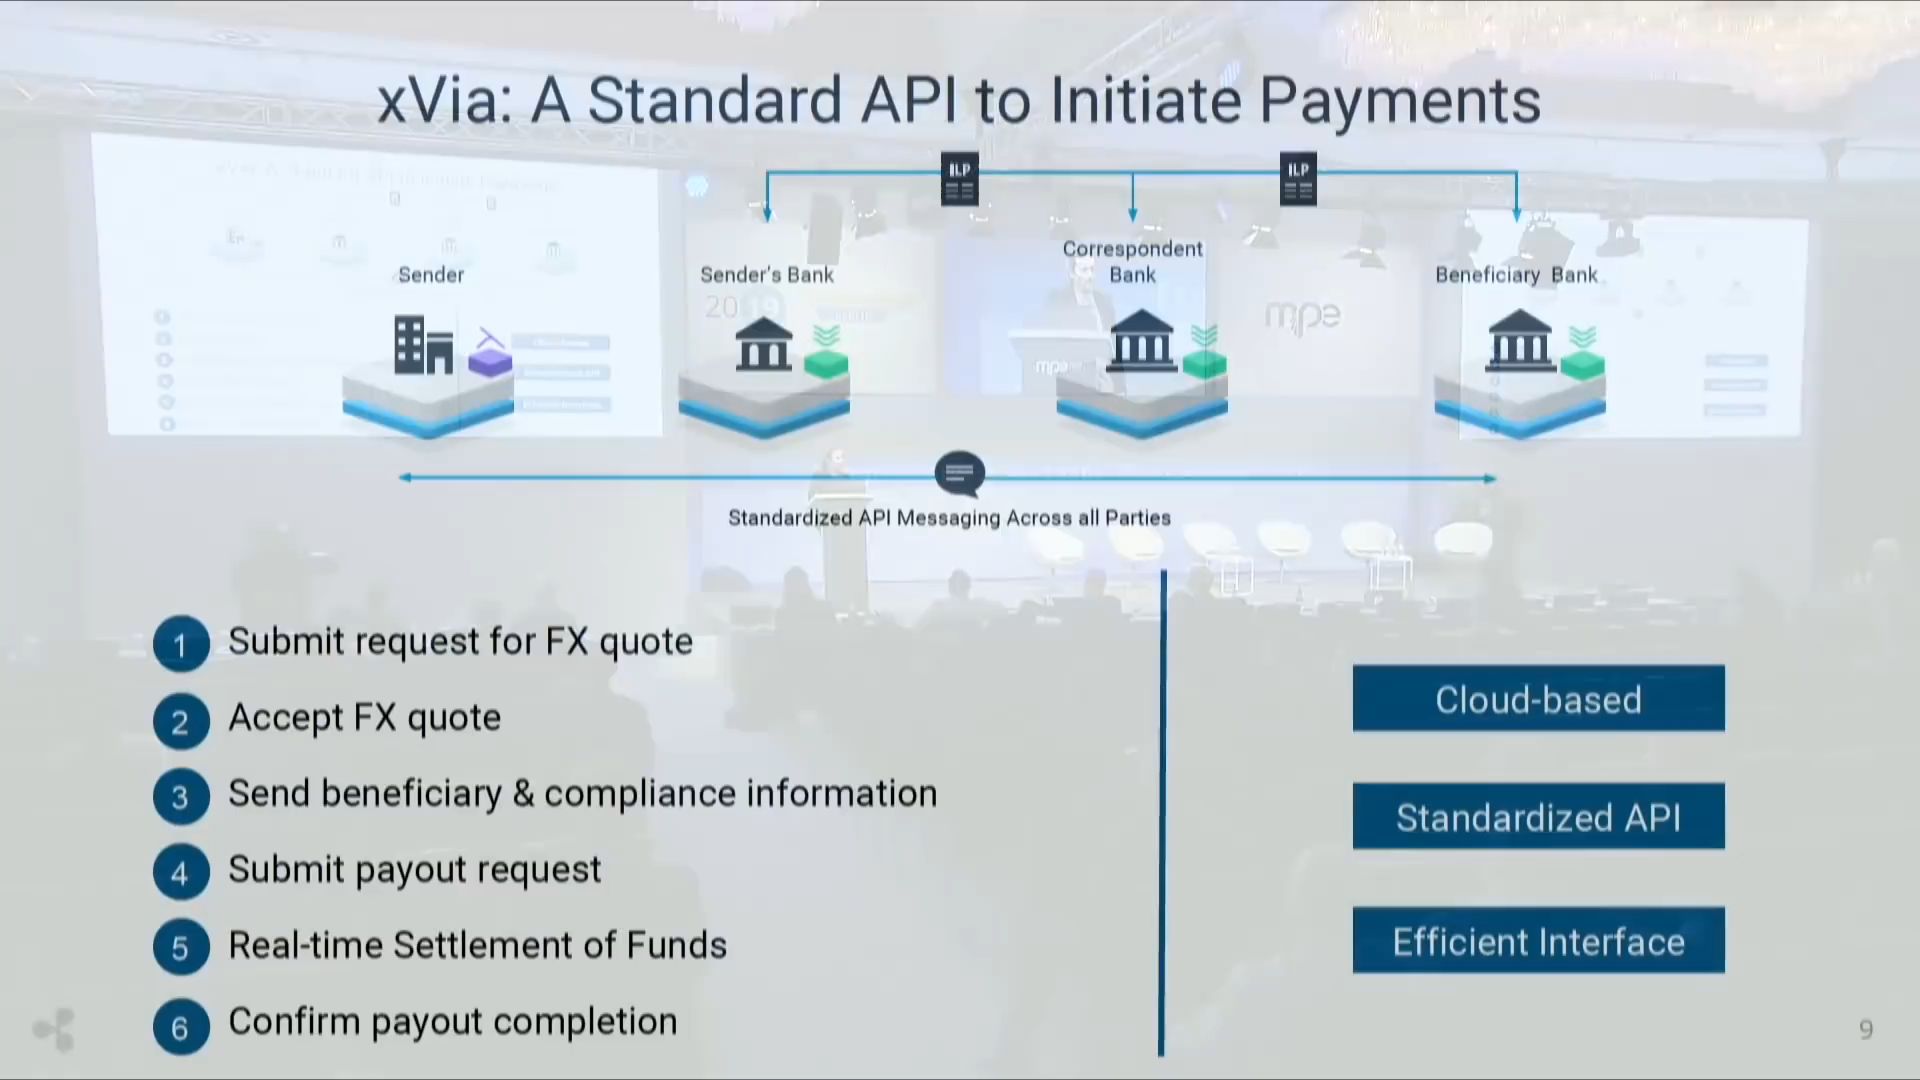 xVia: A Standard API to Initiate Payments
ILP
ILP
Sender
Sender's Bank
Correspondent
Bank
Beneficiary Bank
2019
mpe
mpe
Standardized API Messaging Across all Parties
1 Submit request for FX quote
2 Accept FX quote
3 Send beneficiary & compliance information
4 Submit payout request
5 Real-time Settlement of Funds
6 Confirm payout completion
Cloud-based
Standardized API
Efficient Interface
9